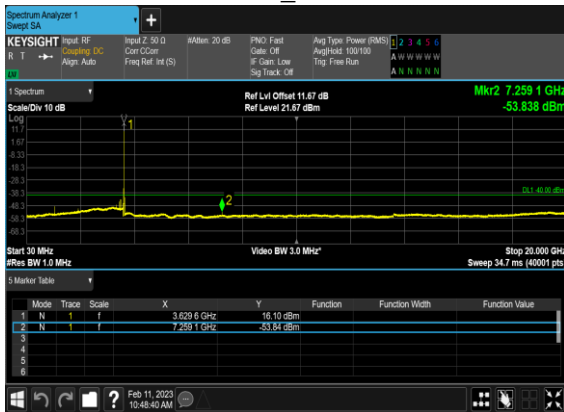 Spectrum Analyzer 1
Swept SA
KEYSIGHT Input: RF Input Z: 50 Ω #Atten: 20 dB PNO: Fast Avg Type: Power (RMS) 1 2 3 4 5 6
R T Coupling: DC Corr CCorr Gate: Off Avg|Hold: 100/100 A W W W W W
Align: Auto Freq Ref: Int (S) IF Gain: Low Trig: Free Run
Sig Track: Off A N N N N N
1 Spectrum Ref Lvl Offset 11.67 dB Mkr2 7.259 1 GHz
Scale/Div 10 dB Ref Level 21.67 dBm -53.838 dBm
Log
11.7 1
1.67
-8.33
-18.3
-28.3
-38.3 2 DL1 -40.00 dBm
-48.3
-58.3
-68.3
Start 30 MHz Video BW 3.0 MHz* Stop 20.000 GHz
#Res BW 1.0 MHz Sweep 34.7 ms (40001 pts)
5 Marker Table
Mode Trace Scale X Y Function Function Width Function Value
1 N 1 f 3.629 6 GHz 16.10 dBm
2 N 1 f 7.259 1 GHz -53.84 dBm
3
4
5
6
? Feb 11, 2023
10:48:40 AM